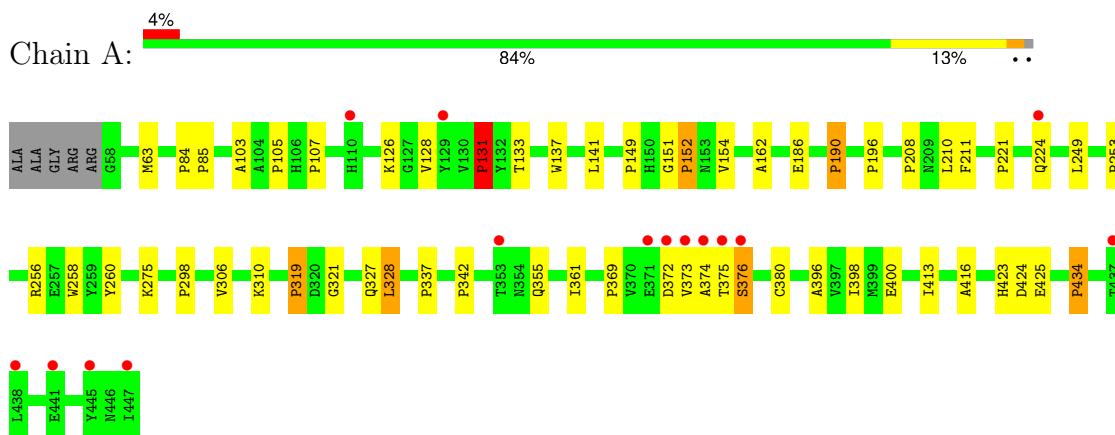 4%
Chain A:
84% 13% • •
ALA ALA GLY ARG ARG G58 M63 P84 P85 A103 A104 P105 H106 P107 H110 K126 G127 V128 Y129 V130 P131 Y132 T133 W137 L141 P149 H150 G151 P152 N153 V154 A162 E186 P190 P196 P208 N209 L210 F211 P221 Q224 L249
R256 E257 W258 Y259 Y260 K275 P298 V306 K310 P319 D320 G321 Q327 L328 P337 P342 T353 N354 Q355 I361 P369 V370 E371 D372 V373 A374 T375 S376 C380 A396 V397 I398 M399 E400 I413 A416 H423 D424 E425 P434 T437
L438 E441 Y445 N446 I447